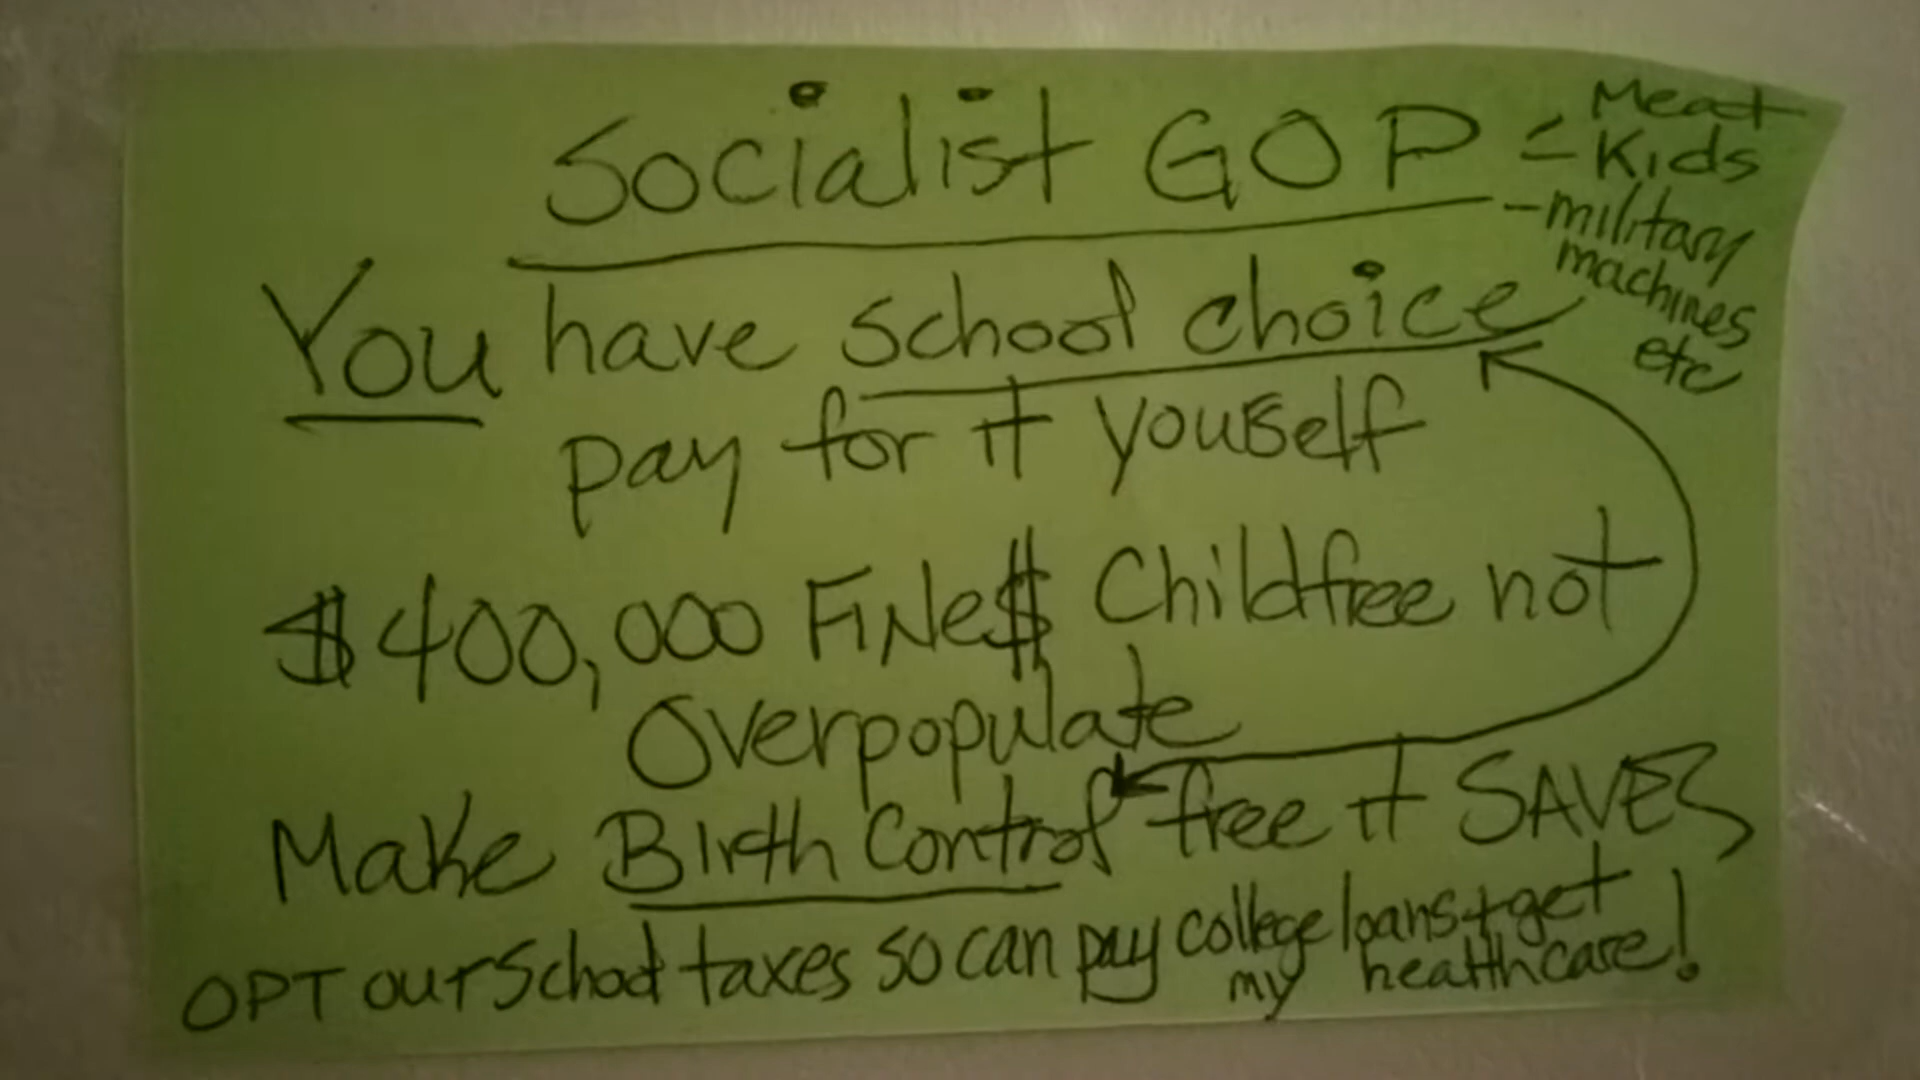 Socialist GOP - Meat
- Kids
- military
machines
etc
You have school choice
pay for it youself
$400,000 FiNe$ Childfree not
overpopulate
Make Birth Control free it SAVES
OPT out School taxes so can pay college loans + get
my healthcare!